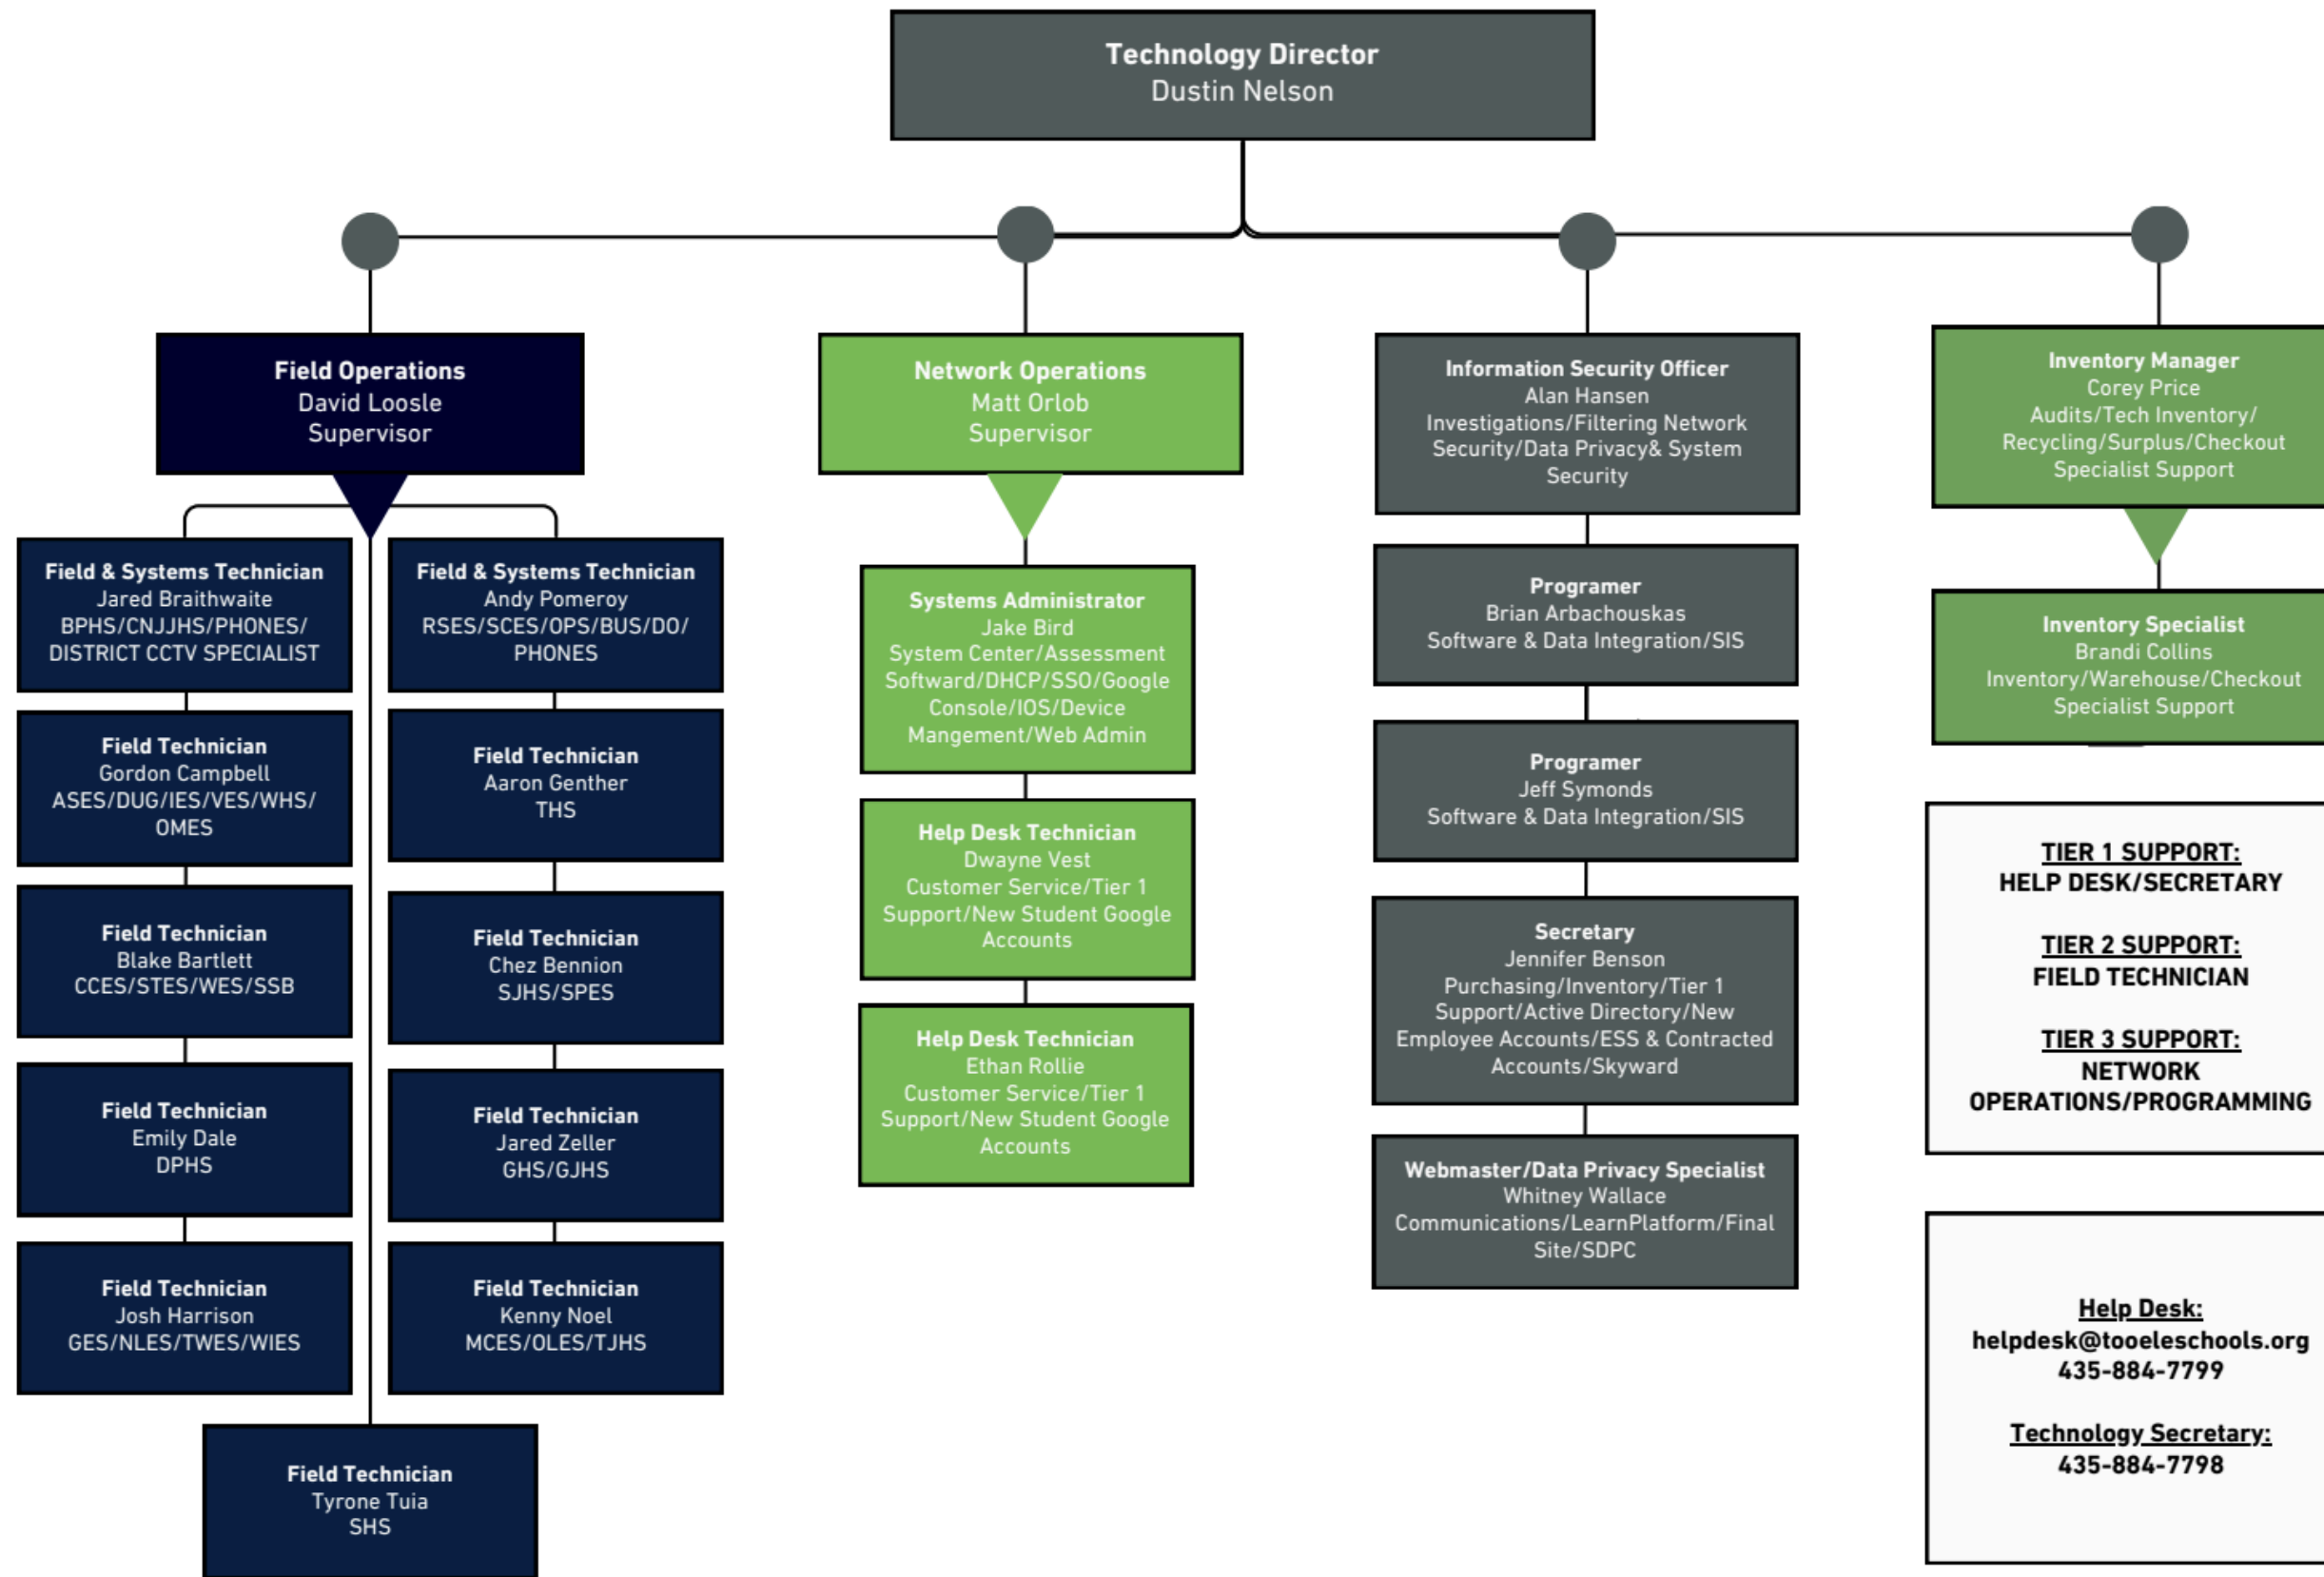 Technology Director
Dustin Nelson
Field Operations
David Loosle
Supervisor
Field & Systems Technician
Jared Braithwaite
BPHS/CNJJHS/PHONES/
DISTRICT CCTV SPECIALIST
Field Technician
Gordon Campbell
ASES/DUG/IES/VES/WHS/
OMES
Field Technician
Blake Bartlett
CCES/STES/WES/SSB
Field Technician
Emily Dale
DPHS
Field Technician
Josh Harrison
GES/NLES/TWES/WIES
Field & Systems Technician
Andy Pomeroy
RSES/SCES/OPS/BUS/DO/
PHONES
Field Technician
Aaron Genther
THS
Field Technician
Chez Bennion
SJHS/SPES
Field Technician
Jared Zeller
GHS/GJHS
Field Technician
Kenny Noel
MCES/OLES/TJHS
Field Technician
Tyrone Tuia
SHS
Network Operations
Matt Orlob
Supervisor
Systems Administrator
Jake Bird
System Center/Assessment
Softward/DHCP/SSO/Google
Console/IOS/Device
Mangement/Web Admin
Help Desk Technician
Dwayne Vest
Customer Service/Tier 1
Support/New Student Google
Accounts
Help Desk Technician
Ethan Rollie
Customer Service/Tier 1
Support/New Student Google
Accounts
Information Security Officer
Alan Hansen
Investigations/Filtering Network
Security/Data Privacy& System
Security
Programer
Brian Arbachouskas
Software & Data Integration/SIS
Programer
Jeff Symonds
Software & Data Integration/SIS
Secretary
Jennifer Benson
Purchasing/Inventory/Tier 1
Support/Active Directory/New
Employee Accounts/ESS & Contracted
Accounts/Skyward
Webmaster/Data Privacy Specialist
Whitney Wallace
Communications/LearnPlatform/Final
Site/SDPC
Inventory Manager
Corey Price
Audits/Tech Inventory/
Recycling/Surplus/Checkout
Specialist Support
Inventory Specialist
Brandi Collins
Inventory/Warehouse/Checkout
Specialist Support
TIER 1 SUPPORT:
HELP DESK/SECRETARY
TIER 2 SUPPORT:
FIELD TECHNICIAN
TIER 3 SUPPORT:
NETWORK
OPERATIONS/PROGRAMMING
Help Desk:
helpdesk@tooeleschools.org
435-884-7799
Technology Secretary:
435-884-7798